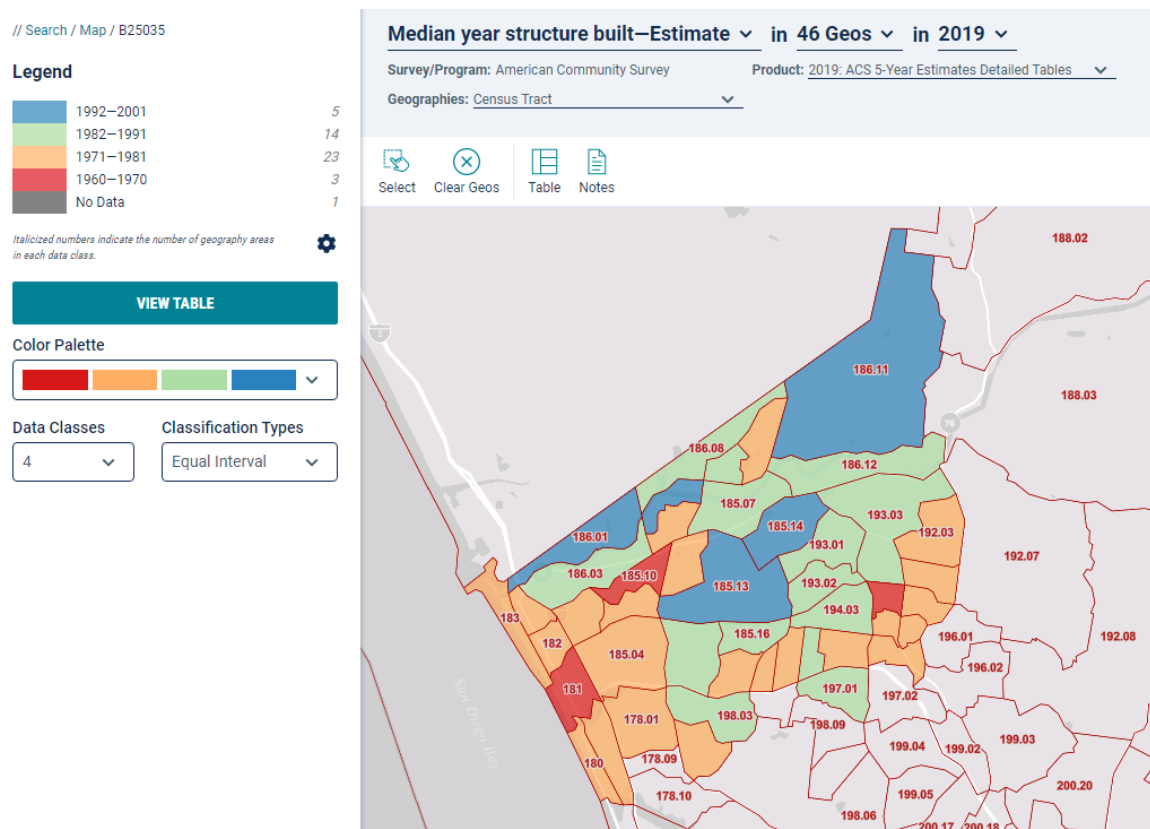 // Search / Map / B25035
Legend
1992—2001 5
1982—1991 14
1971—1981 23
1960—1970 3
No Data 1
Italicized numbers indicate the number of geography areas
in each data class.
VIEW TABLE
Color Palette
Data Classes
Classification Types
4
Equal Interval
Median year structure built—Estimate in 46 Geos in 2019
Survey/Program: American Community Survey
Product: 2019: ACS 5-Year Estimates Detailed Tables
Geographies: Census Tract
Select
Clear Geos
Table
Notes
188.02
5
186.11
188.03
76
186.08
186.12
185.07
193.03
185.14
186.01
192.03
193.01
192.07
186.03
185.10
193.02
185.13
194.03
183
185.16
196.01
192.08
182
185.04
196.02
181
197.01
197.02
San Diego Bay
178.01
198.03
198.09
199.03
199.04
199.02
180
178.09
200.20
178.10
199.05
198.06
200.17
200.18